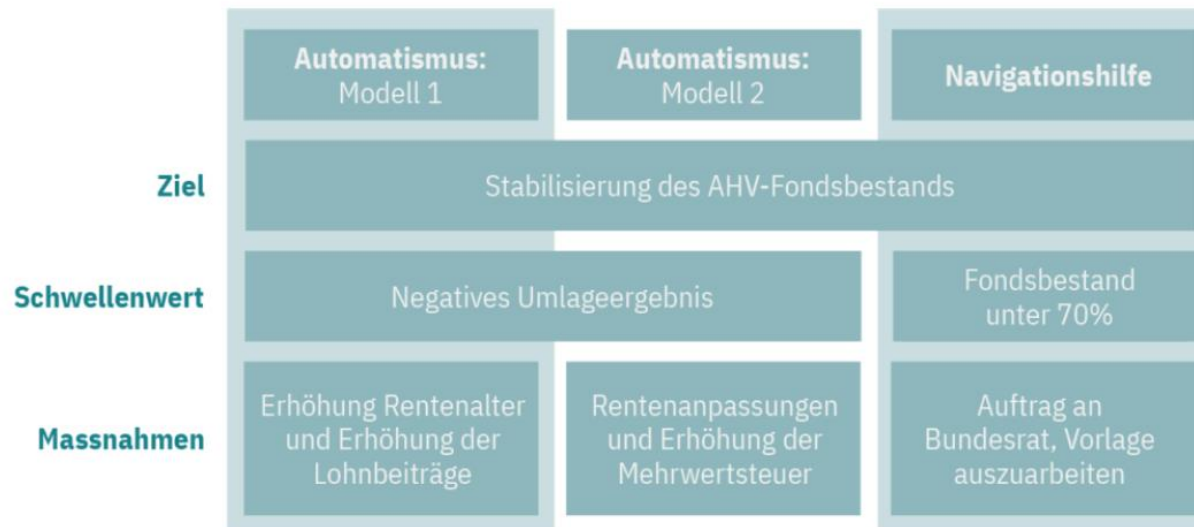 Automatismus:
Modell 1
Automatismus:
Modell 2
Navigationshilfe
Ziel
Stabilisierung des AHV-Fondsbestands
Schwellenwert
Negatives Umlageergebnis
Fondsbestand
unter 70%
Massnahmen
Erhöhung Rentenalter
und Erhöhung der
Lohnbeiträge
Rentenanpassungen
und Erhöhung der
Mehrwertsteuer
Auftrag an
Bundesrat, Vorlage
auszuarbeiten